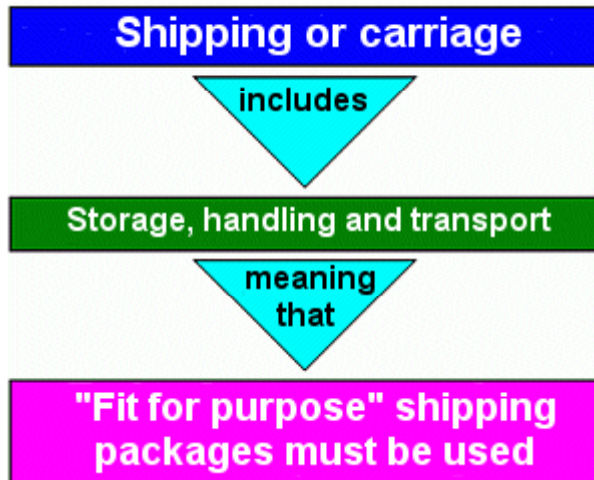 Shipping or carriage
includes
Storage, handling and transport
meaning
that
"Fit for purpose" shipping
packages must be used